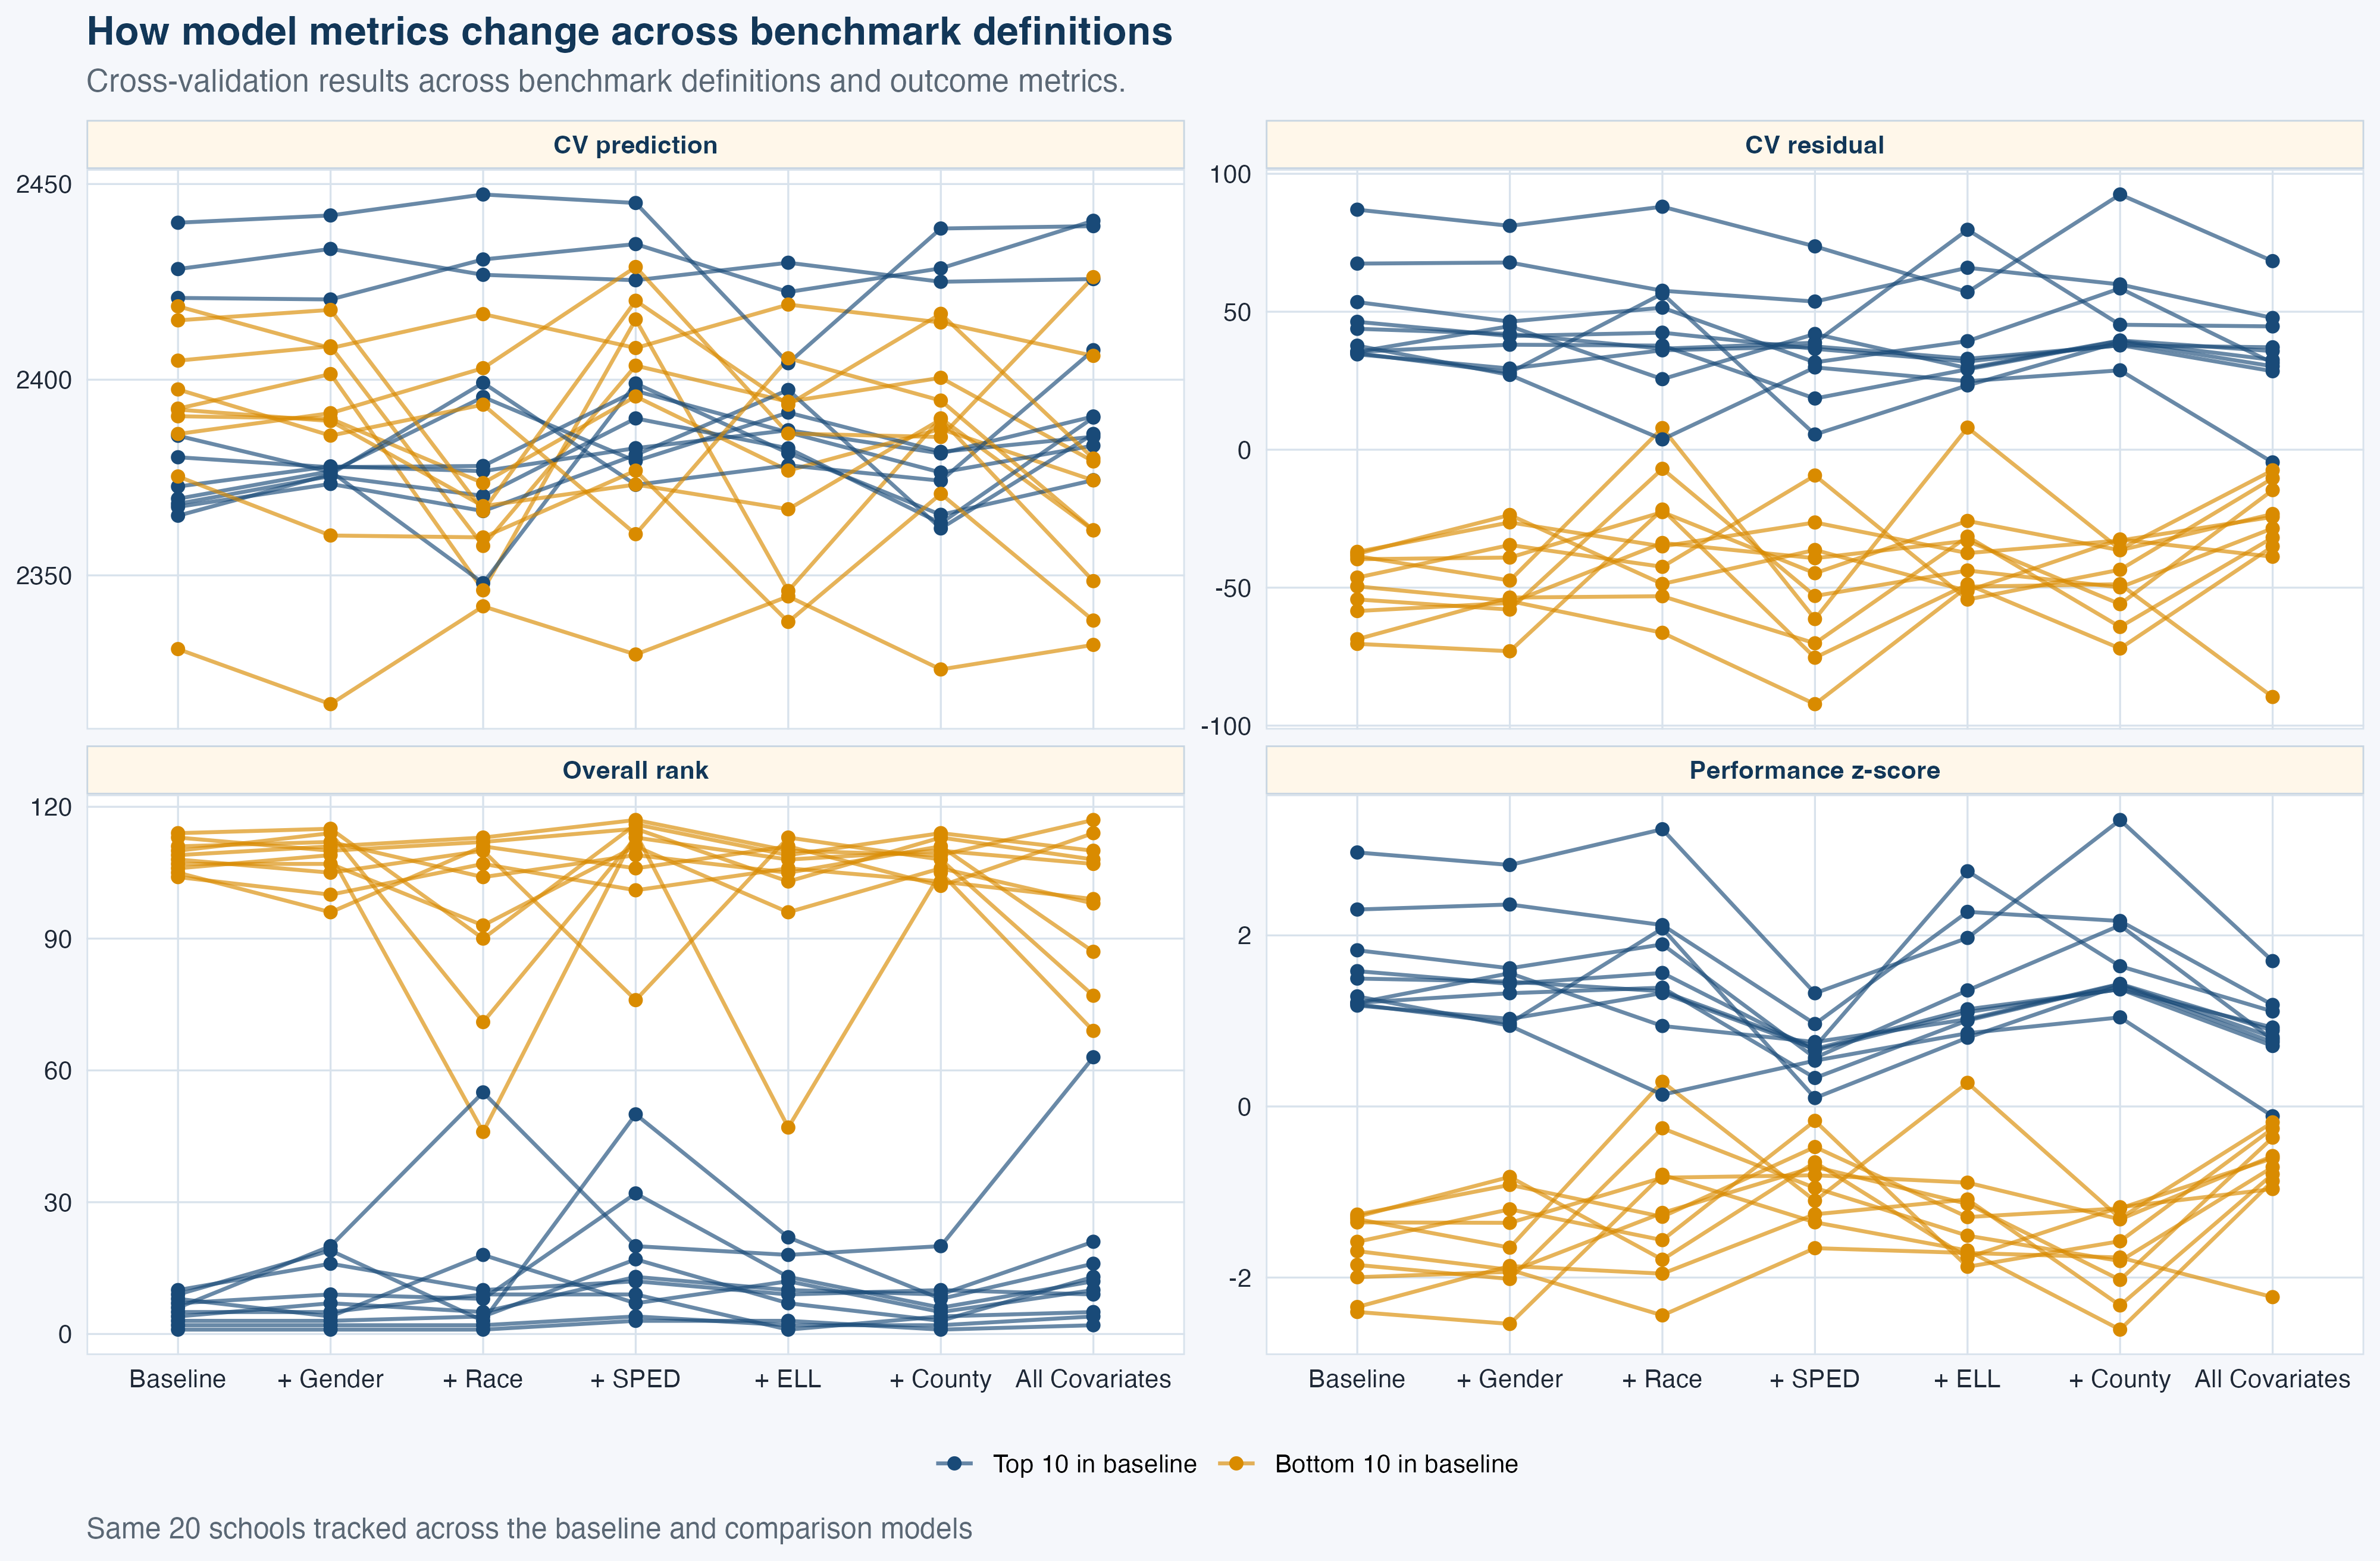 How model metrics change across benchmark definitions
Cross-validation results across benchmark definitions and outcome metrics.
CV prediction
CV residual
2450
2400
2350
100
50
0
-50
-100
Overall rank
Performance z-score
120
90
60
30
0
2
0
-2
Baseline + Gender + Race + SPED + ELL + County All Covariates
Baseline + Gender + Race + SPED + ELL + County All Covariates
Top 10 in baseline Bottom 10 in baseline
Same 20 schools tracked across the baseline and comparison models